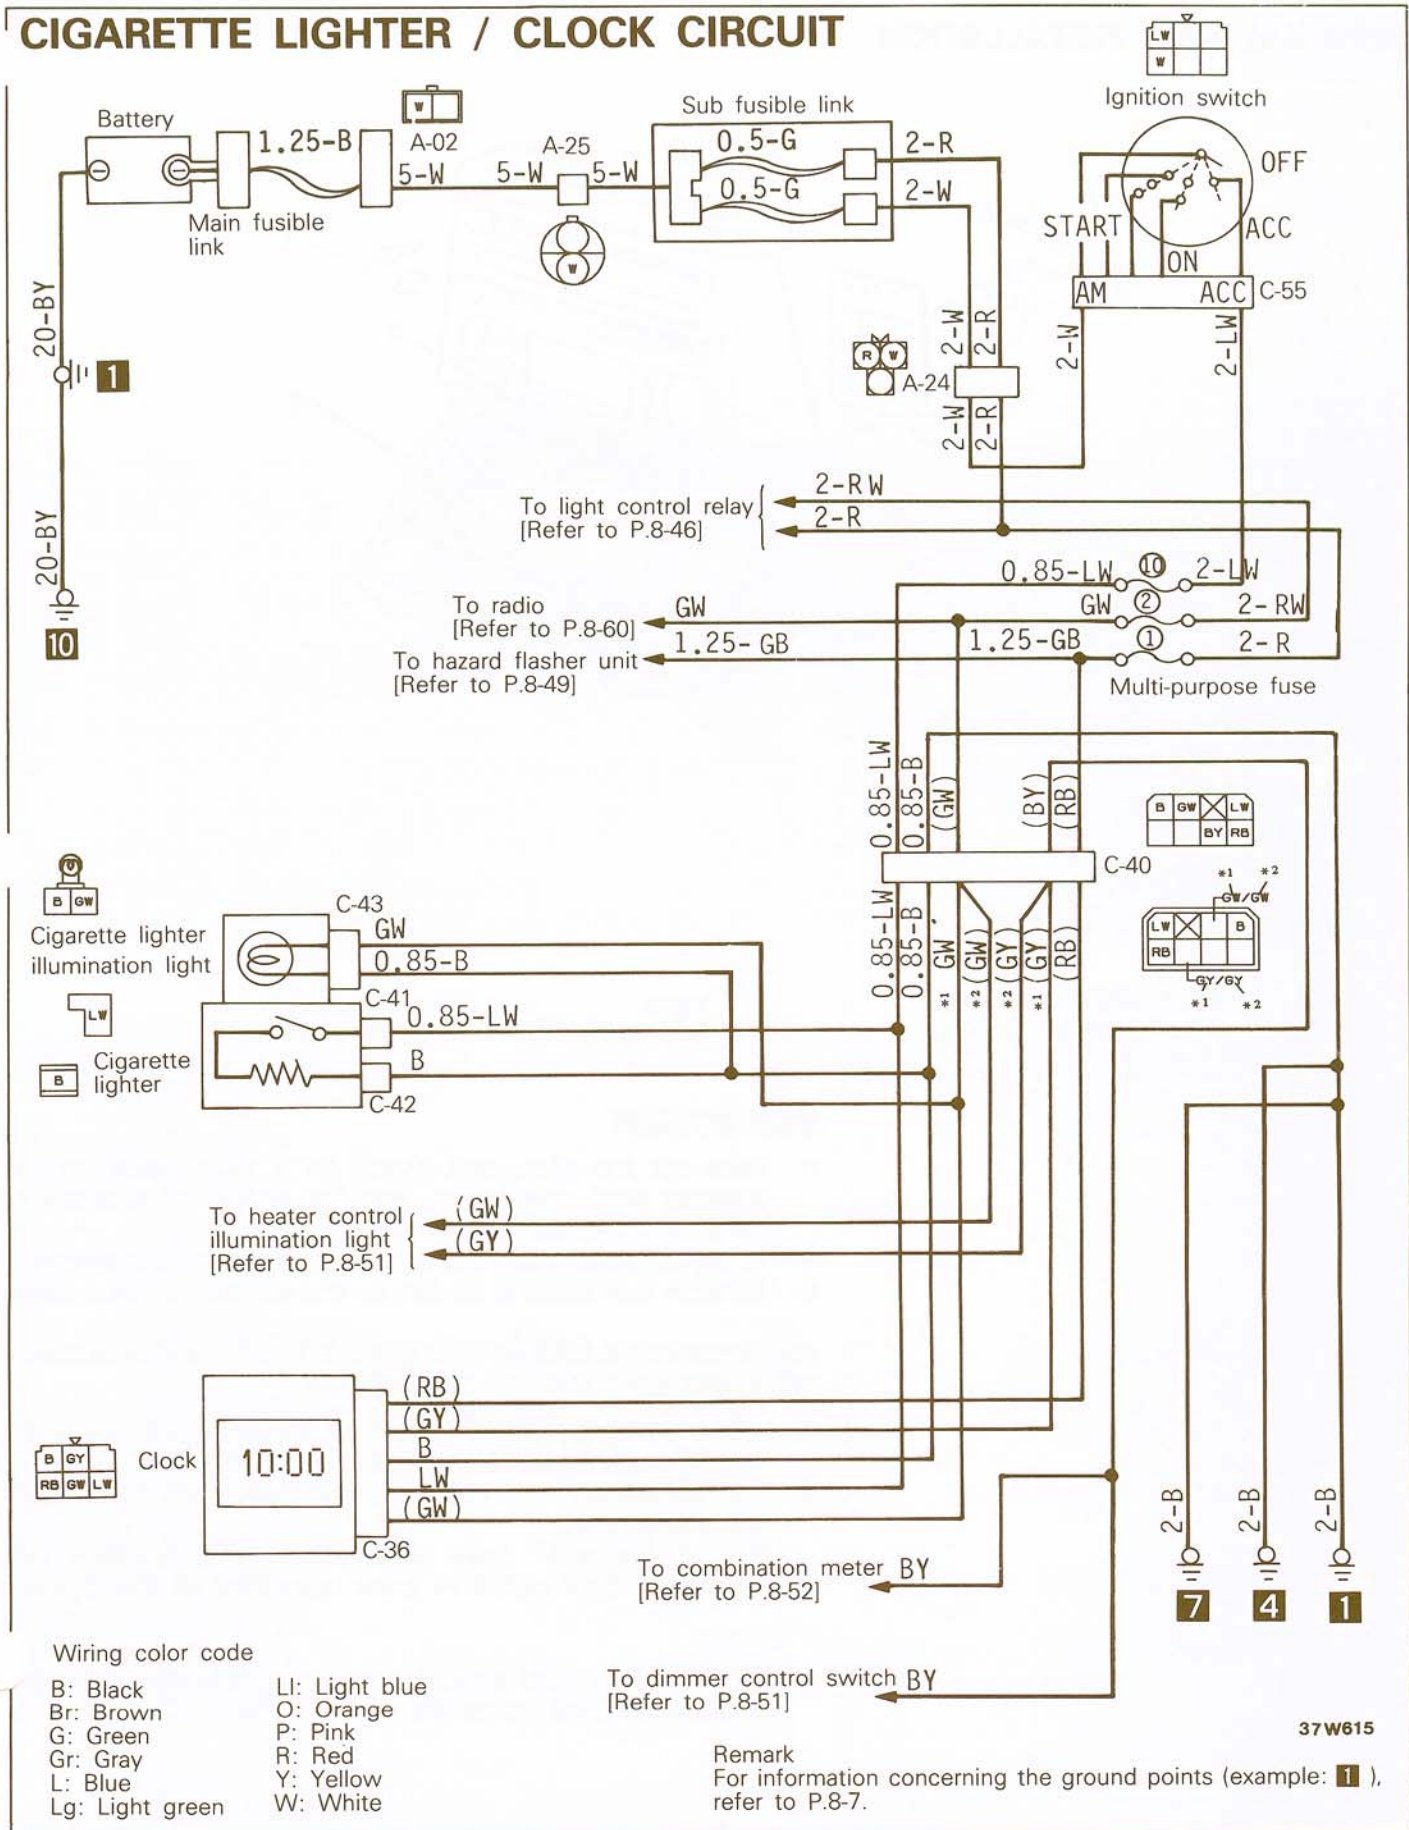 CIGARETTE LIGHTER / CLOCK CIRCUIT
LW
W
Ignition switch
Battery
1.25-B
W
A-02
A-25
Sub fusible link
0.5-G
0.5-G
2-R
2-W
5-W
5-W
5-W
Main fusible
link
OFF
START
ACC
ON
AM
ACC
C-55
20-BY
1
20-BY
10
2-W
2-R
R
W
A-24
2-W
2-R
2-W
2-LW
To light control relay
[Refer to P.8-46]
2-RW
2-R
0.85-LW
10
2-LW
To radio
[Refer to P.8-60]
GW
GW
2
2-RW
To hazard flasher unit
[Refer to P.8-49]
1.25-GB
1.25-GB
1
2-R
Multi-purpose fuse
0.85-LW
0.85-B
(GW)
(BY)
(RB)
B
GW
LW
BY
RB
C-40
*1
*2
GW/GW
LW
B
RB
GY/GY
*1
*2
0.85-LW
0.85-B
*1 GW
*2 (GW)
*2 (GY)
*1 (GY)
(RB)
B
GW
Cigarette lighter
illumination light
C-43
GW
0.85-B
LW
C-41
0.85-LW
Cigarette
lighter
B
B
C-42
To heater control
illumination light
[Refer to P.8-51]
(GW)
(GY)
B
GY
RB
GW
LW
Clock
10:00
(RB)
(GY)
B
LW
(GW)
C-36
2-B
2-B
2-B
7
4
1
To combination meter BY
[Refer to P.8-52]
To dimmer control switch BY
[Refer to P.8-51]
Wiring color code
B: Black
Br: Brown
G: Green
Gr: Gray
L: Blue
Lg: Light green
Ll: Light blue
O: Orange
P: Pink
R: Red
Y: Yellow
W: White
37W615
Remark
For information concerning the ground points (example: 1 ),
refer to P.8-7.